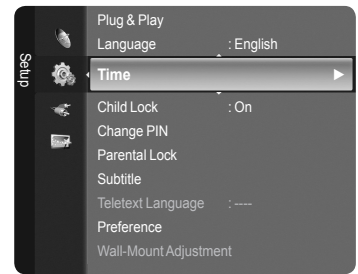 Setup
Plug & Play
Language : English
Time
Child Lock : On
Change PIN
Parental Lock
Subtitle
Teletext Language : ----
Preference
Wall-Mount Adjustment